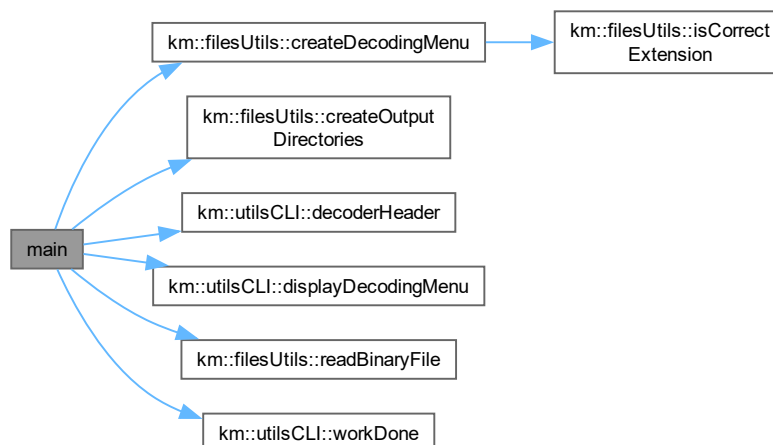 km::filesUtils::createDecodingMenu
km::filesUtils::isCorrect
Extension
km::filesUtils::createOutput
Directories
km::utilsCLI::decoderHeader
main
km::utilsCLI::displayDecodingMenu
km::filesUtils::readBinaryFile
km::utilsCLI::workDone